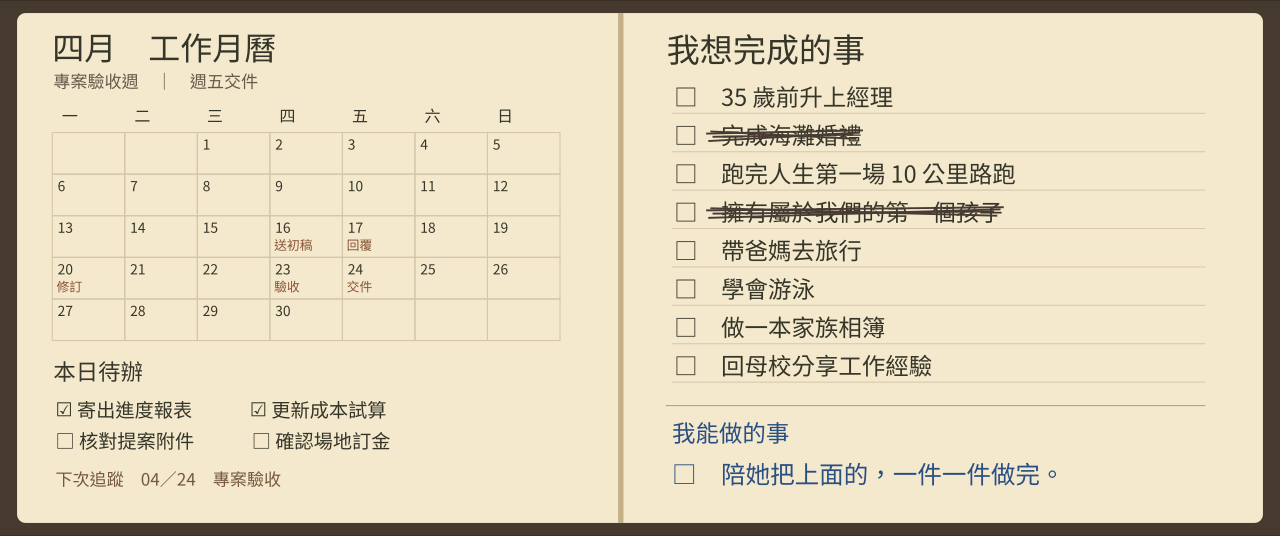 四月　工作月曆
專案驗收週　｜　週五交件
一 二 三 四 五 六 日
1 2 3 4 5
6 7 8 9 10 11 12
13 14 15 16 17 18 19
送初稿 回覆
20 21 22 23 24 25 26
修訂 驗收 交件
27 28 29 30
本日待辦
☑ 寄出進度報表 ☑ 更新成本試算
☐ 核對提案附件 ☐ 確認場地訂金
下次追蹤　04／24　專案驗收
我想完成的事
☐ 35 歲前升上經理
☐ 完成海灘婚禮
☐ 跑完人生第一場 10 公里路跑
☐ 擁有屬於我們的第一個孩子
☐ 帶爸媽去旅行
☐ 學會游泳
☐ 做一本家族相簿
☐ 回母校分享工作經驗
我能做的事
☐ 陪她把上面的，一件一件做完。